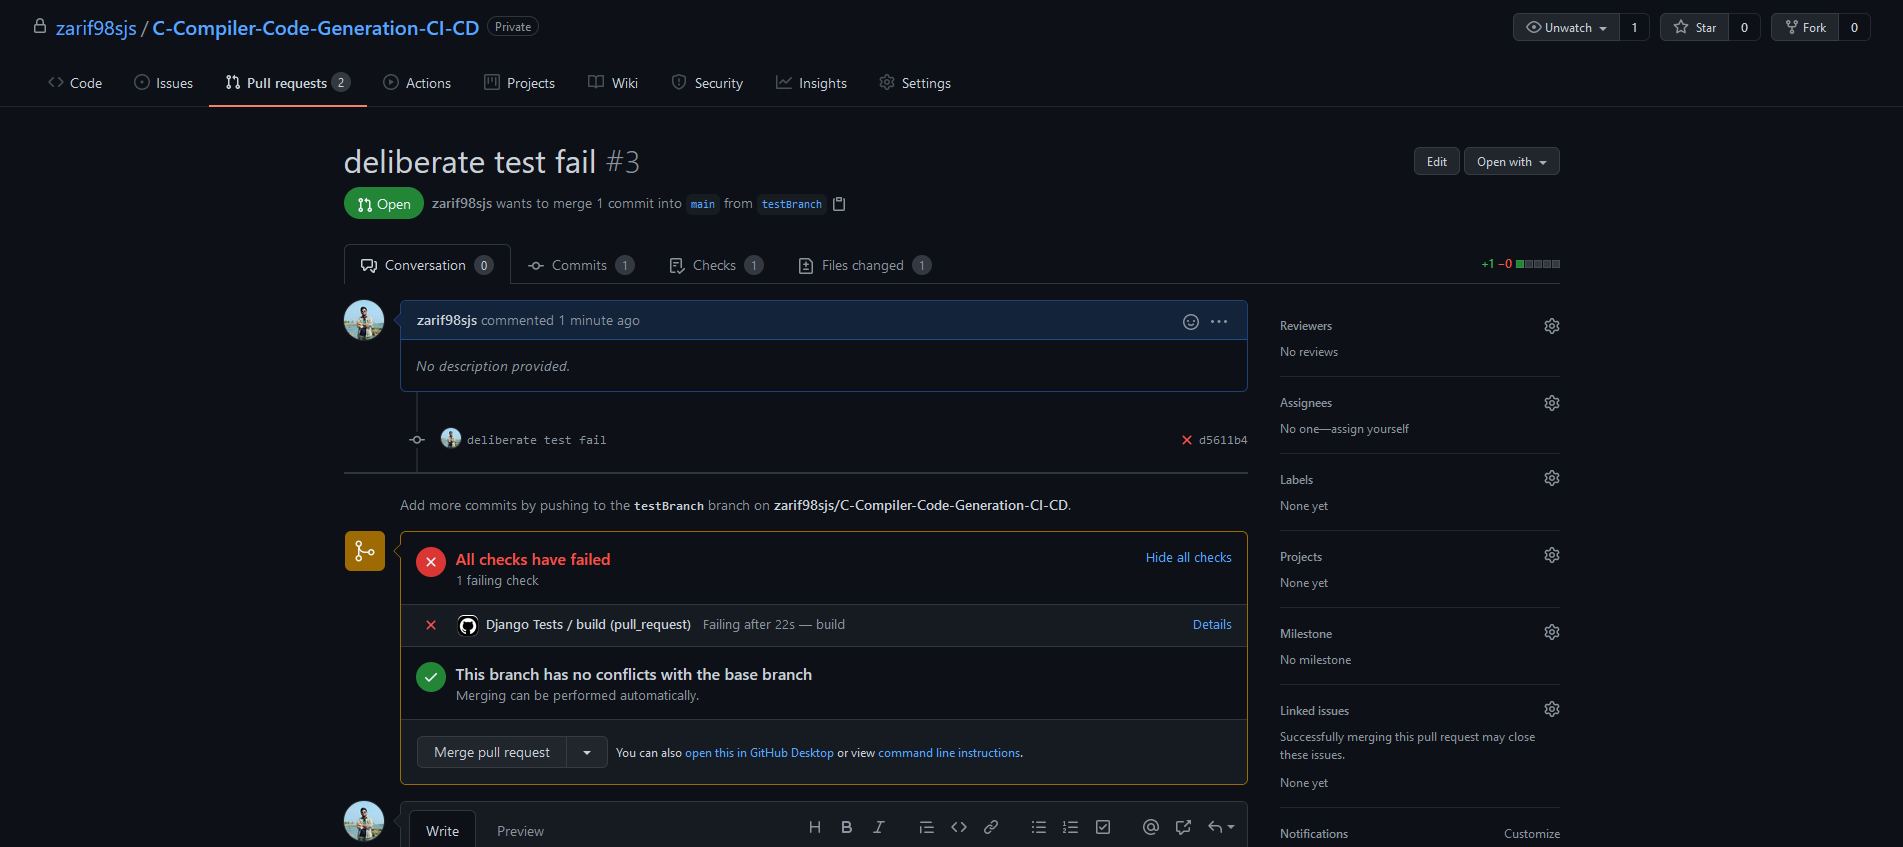 zarif98sjs / C-Compiler-Code-Generation-CI-CD Private
Unwatch 1 Star 0 Fork 0
Code Issues Pull requests 2 Actions Projects Wiki Security Insights Settings
deliberate test fail #3
Edit Open with
Open zarif98sjs wants to merge 1 commit into main from testBranch
Conversation 0 Commits 1 Checks 1 Files changed 1
+1 −0
zarif98sjs commented 1 minute ago
No description provided.
deliberate test fail d5611b4
Add more commits by pushing to the testBranch branch on zarif98sjs/C-Compiler-Code-Generation-CI-CD.
All checks have failed
Hide all checks
1 failing check
Django Tests / build (pull_request) Failing after 22s — build Details
This branch has no conflicts with the base branch
Merging can be performed automatically.
Merge pull request You can also open this in GitHub Desktop or view command line instructions.
Write Preview
H B I
Reviewers
No reviews
Assignees
No one—assign yourself
Labels
None yet
Projects
None yet
Milestone
No milestone
Linked issues
Successfully merging this pull request may close
these issues.
None yet
Notifications Customize